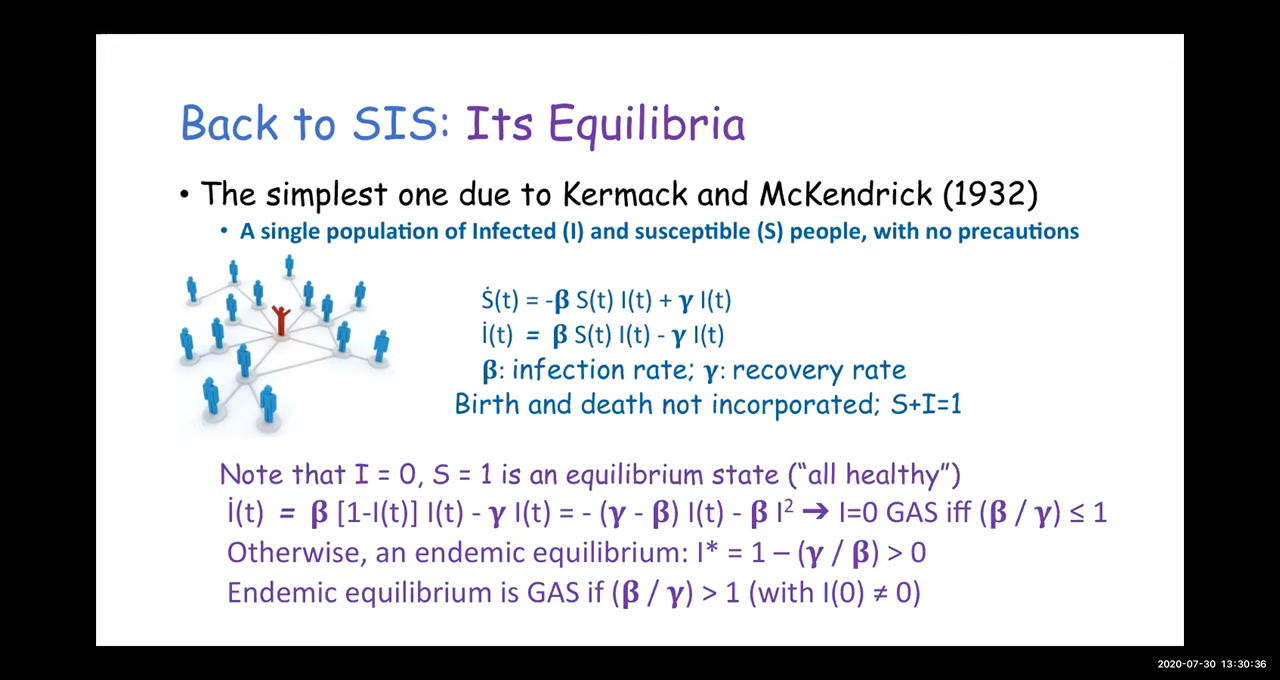 Back to SIS: Its Equilibria
• The simplest one due to Kermack and McKendrick (1932)
• A single population of Infected (I) and susceptible (S) people, with no precautions
Ṡ(t) = -β S(t) I(t) + γ I(t)
İ(t) = β S(t) I(t) - γ I(t)
β: infection rate; γ: recovery rate
Birth and death not incorporated; S+I=1
Note that I = 0, S = 1 is an equilibrium state (“all healthy”)
İ(t) = β [1-I(t)] I(t) - γ I(t) = - (γ - β) I(t) - β I² ➔ I=0 GAS iff (β / γ) ≤ 1
Otherwise, an endemic equilibrium: I* = 1 – (γ / β) > 0
Endemic equilibrium is GAS if (β / γ) > 1 (with I(0) ≠ 0)
2020-07-30 13:30:36